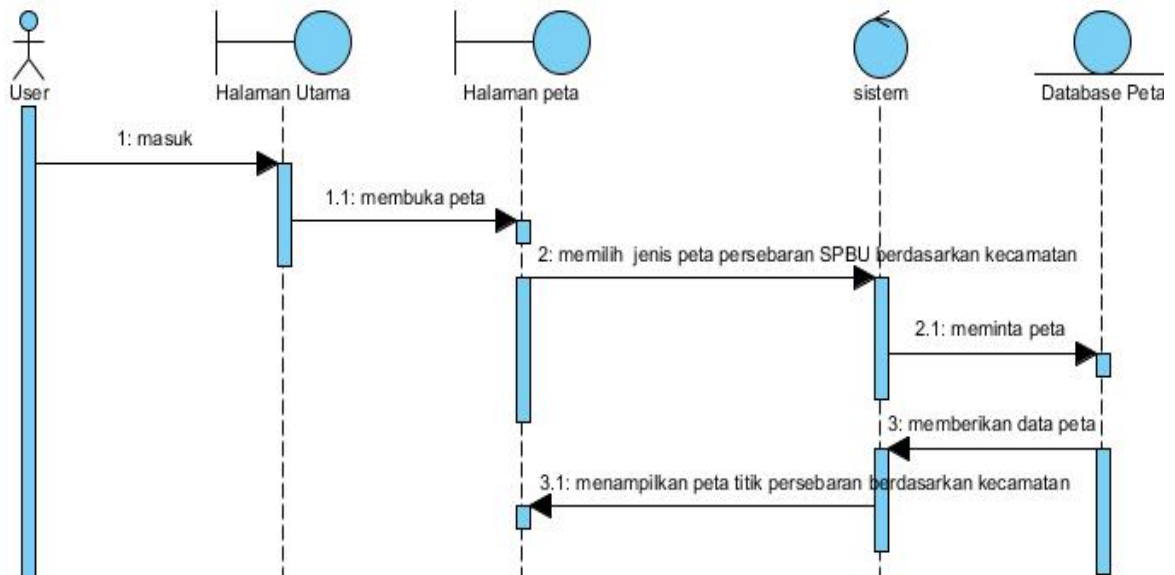 User
Halaman Utama
Halaman peta
sistem
Database Peta
1: masuk
1.1: membuka peta
2: memilih jenis peta persebaran SPBU berdasarkan kecamatan
2.1: meminta peta
3: memberikan data peta
3.1: menampilkan peta titik persebaran berdasarkan kecamatan